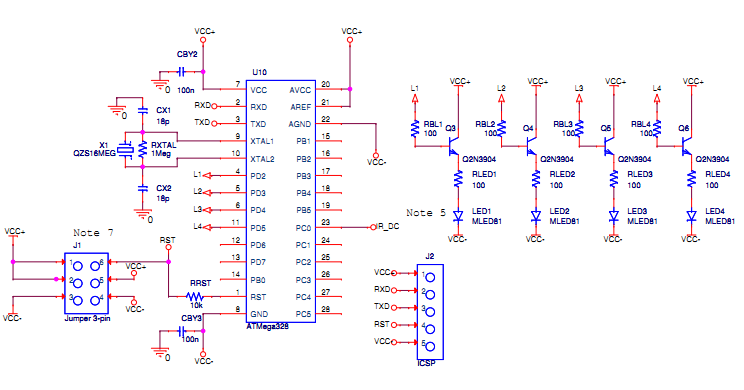 VCC+ VCC+
CBY2
100n
0
U10
7 VCC AVCC 20
RXD 2 RXD AREF 21
TXD 3 TXD AGND 22
VCC-
9 XTAL1 PB1 15
10 XTAL2 PB2 16
L1 4 PD2 PB3 17
L2 5 PD3 PB4 18
L3 6 PD4 PB5 19
L4 11 PD5 PC0 23 IR_DC
12 PD6 PC1 24
13 PD7 PC2 25
14 PB0 PC3 26
1 RST PC4 27
8 GND PC5 28
ATMega328
0
CX1
18p
X1
QZS16MEG
RXTAL
1Meg
CX2
18p
0
Note 7
VCC+
J1
RST
1 6
2 5 VCC+
3 4 VCC-
VCC-
Jumper 3-pin
RRST
10k
CBY3
100n
0
VCC-
L1 VCC+ L2 VCC+ L3 VCC+ L4 VCC+
RBL1
100
Q3
Q2N3904
RLED1
100
LED1
MLED81
VCC-
RBL2
100
Q4
Q2N3904
RLED2
100
LED2
MLED81
VCC-
RBL3
100
Q5
Q2N3904
RLED3
100
LED3
MLED81
VCC-
RBL4
100
Q6
Q2N3904
RLED4
100
LED4
MLED81
VCC-
Note 5
J2
VCC+ 1
RXD 2
TXD 3
RST 4
VCC- 5
ICSP